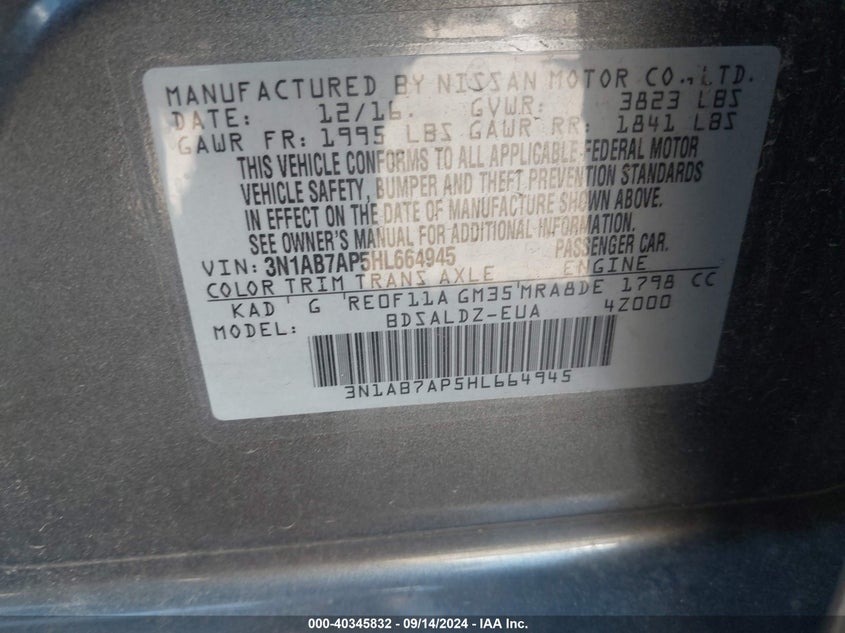 MANUFACTURED BY NISSAN MOTOR CO.,LTD.
DATE: 12/16. GVWR: 3823 LBS
GAWR FR: 1995 LBS GAWR RR: 1841 LBS
THIS VEHICLE CONFORMS TO ALL APPLICABLE FEDERAL MOTOR
VEHICLE SAFETY, BUMPER AND THEFT PREVENTION STANDARDS
IN EFFECT ON THE DATE OF MANUFACTURE SHOWN ABOVE.
SEE OWNER'S MANUAL FOR ADDITIONAL INFORMATION.
VIN: 3N1AB7AP5HL664945 PASSENGER CAR.
COLOR TRIM TRANS AXLE ENGINE
KAD G RE0F11A GM35 MRA8DE 1798 CC
MODEL: BDSALDZ-EUA 4Z000
3N1AB7AP5HL664945
000-40345832 - 09/14/2024 - IAA Inc.